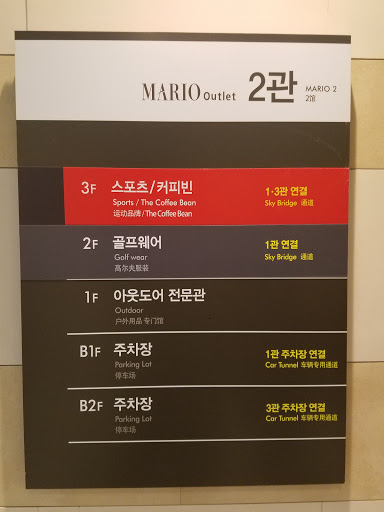 MARIO Outlet 2관 MARIO 2
2馆
3F 스포츠/커피빈 1·3관 연결
Sports / The Coffee Bean Sky Bridge 通道
运动品牌 / The Coffee Bean
2F 골프웨어 1관 연결
Golf wear Sky Bridge 通道
高尔夫服装
1F 아웃도어 전문관
Outdoor
户外用品 专门馆
B1F 주차장 1관 주차장 연결
Parking Lot Car Tunnel 车辆专用通道
停车场
B2F 주차장 3관 주차장 연결
Parking Lot Car Tunnel 车辆专用通道
停车场